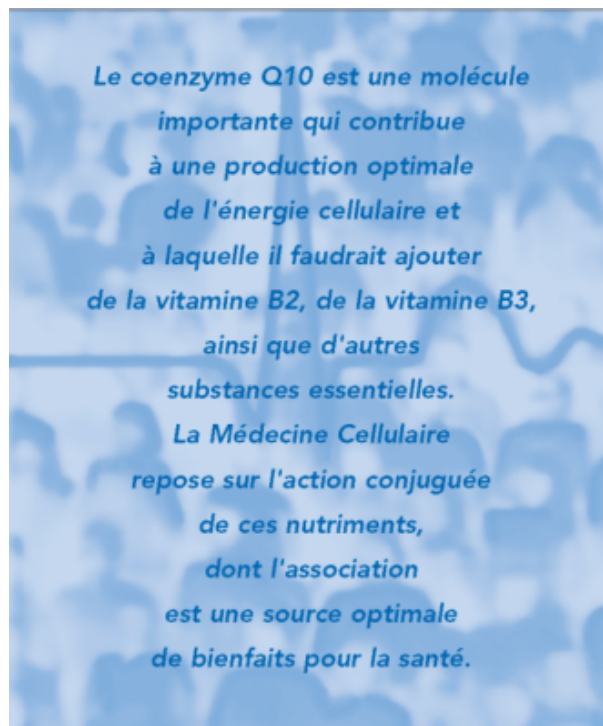 Le coenzyme Q10 est une molécule
importante qui contribue
à une production optimale
de l'énergie cellulaire et
à laquelle il faudrait ajouter
de la vitamine B2, de la vitamine B3,
ainsi que d'autres
substances essentielles.
La Médecine Cellulaire
repose sur l'action conjuguée
de ces nutriments,
dont l'association
est une source optimale
de bienfaits pour la santé.